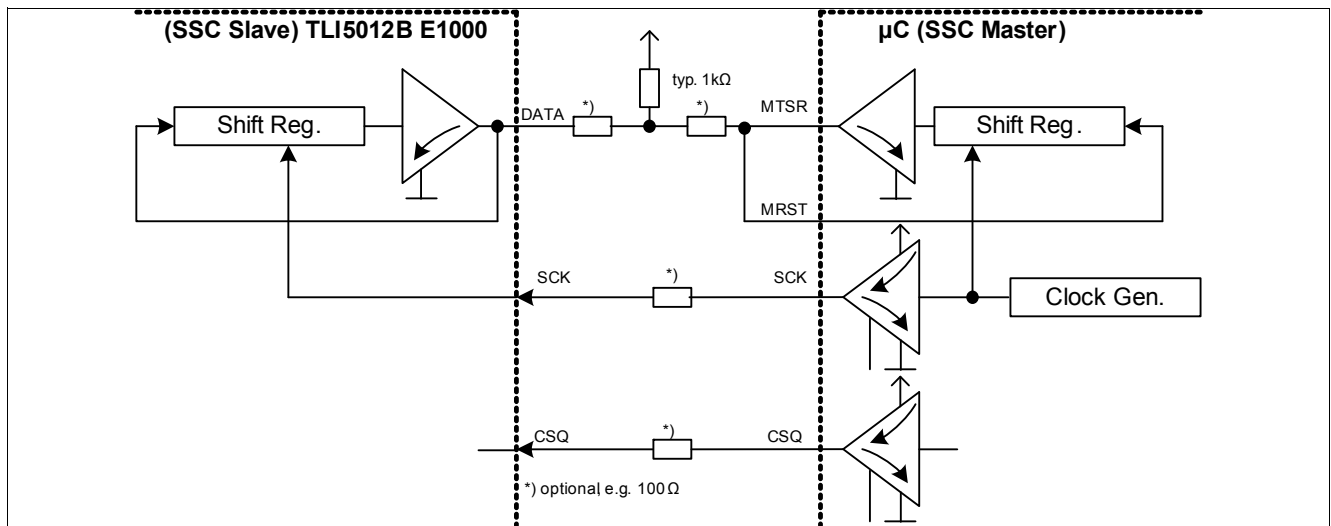 (SSC Slave) TLI5012B E1000
µC (SSC Master)
typ. 1kΩ
*)
*)
DATA
MTSR
Shift Reg.
Shift Reg.
MRST
*)
SCK
SCK
Clock Gen.
*)
CSQ
CSQ
*) optional, e.g. 100Ω